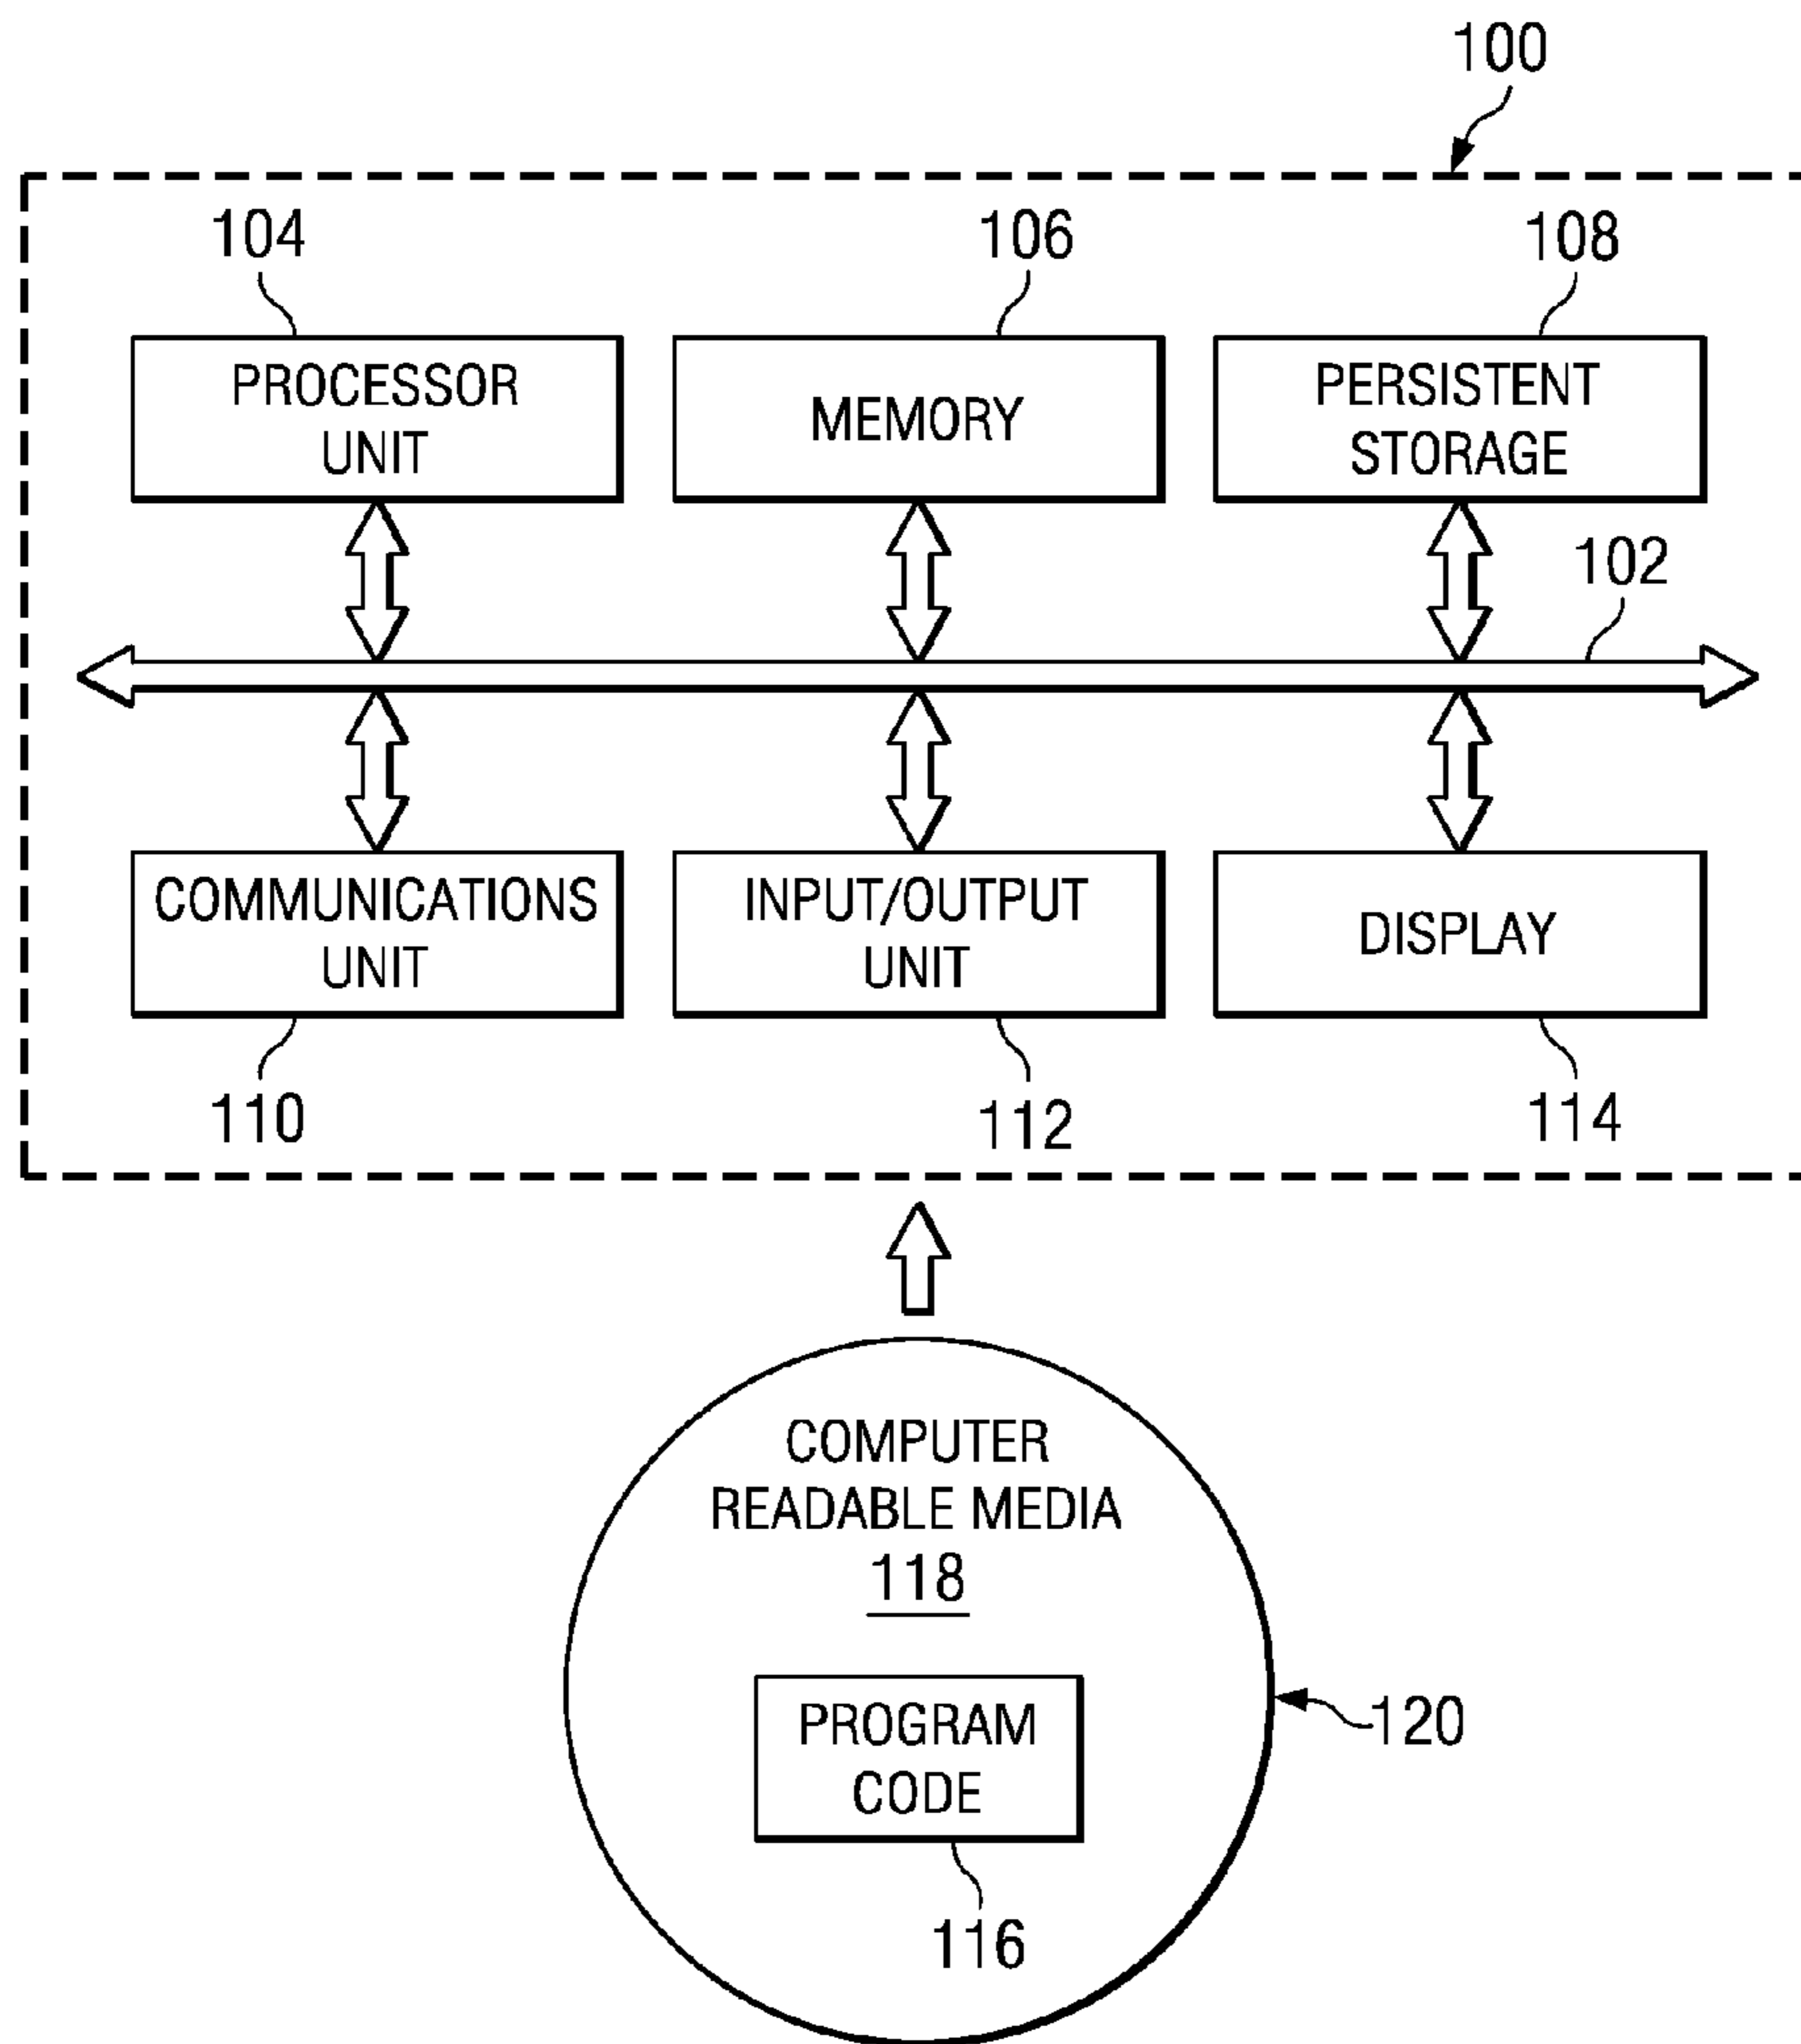 100
104
106
108
PROCESSOR
UNIT
MEMORY
PERSISTENT
STORAGE
102
COMMUNICATIONS
UNIT
INPUT/OUTPUT
UNIT
DISPLAY
110
112
114
COMPUTER
READABLE MEDIA
118
PROGRAM
CODE
120
116